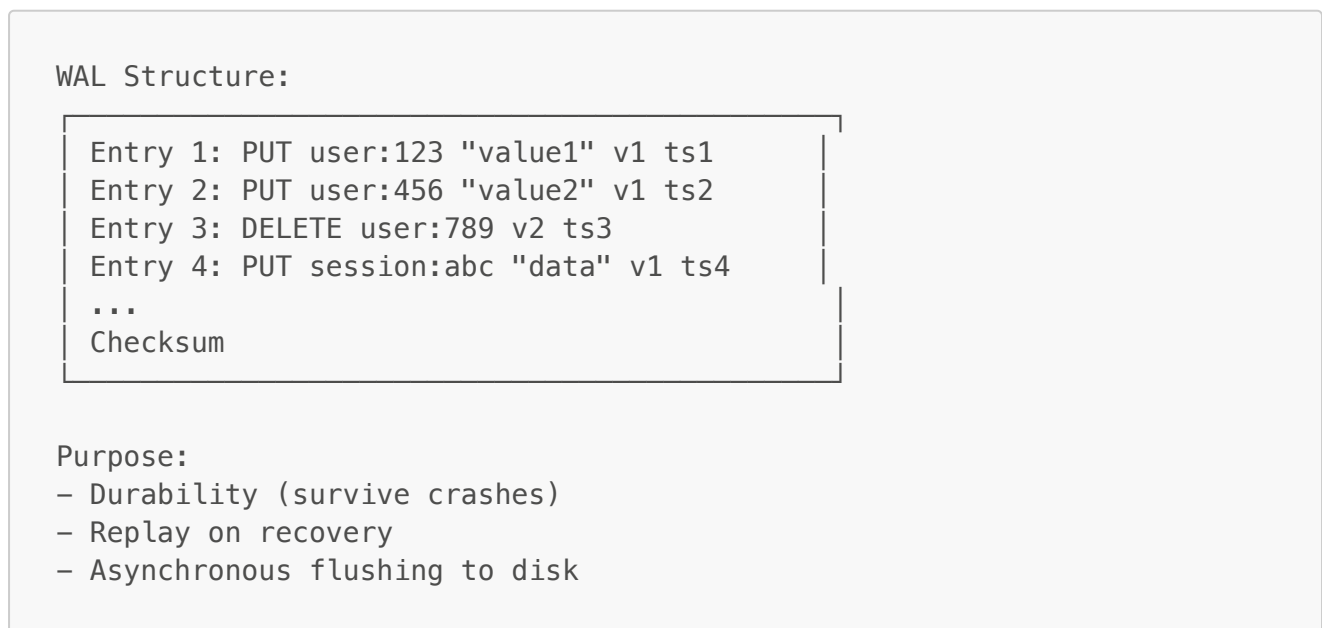 WAL Structure:
Entry 1: PUT user:123 "value1" v1 ts1
Entry 2: PUT user:456 "value2" v1 ts2
Entry 3: DELETE user:789 v2 ts3
Entry 4: PUT session:abc "data" v1 ts4
...
Checksum
Purpose:
- Durability (survive crashes)
- Replay on recovery
- Asynchronous flushing to disk